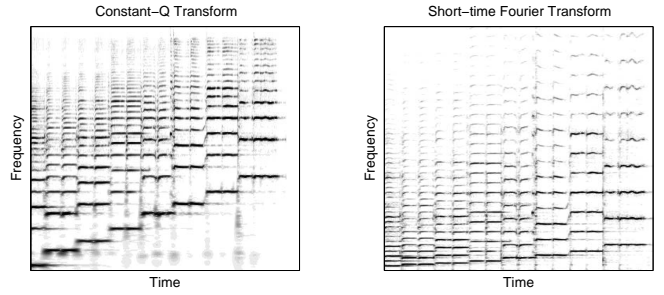 Constant−Q Transform
Frequency
Time
Short−time Fourier Transform
Frequency
Time